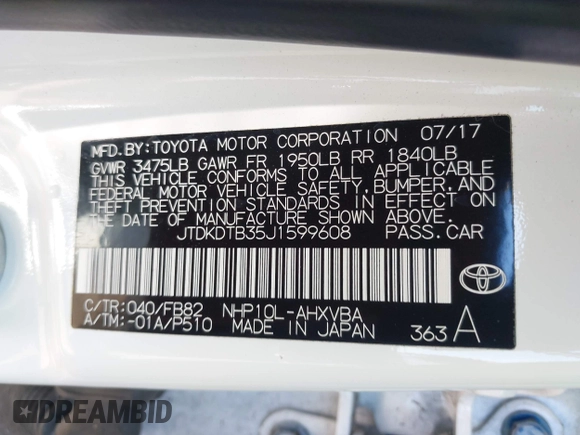 MFD. BY: TOYOTA MOTOR CORPORATION 07/17
GVWR 3475LB GAWR FR 1950LB RR 1840LB
THIS VEHICLE CONFORMS TO ALL APPLICABLE
FEDERAL MOTOR VEHICLE SAFETY, BUMPER, AND
THEFT PREVENTION STANDARDS IN EFFECT ON
THE DATE OF MANUFACTURE SHOWN ABOVE.
JTDKDTB35J1599608 PASS.CAR
C/TR:040/FB82 NHP10L-AHXVBA
A/TM:-01A/P510 MADE IN JAPAN 363 A
DREAMBID